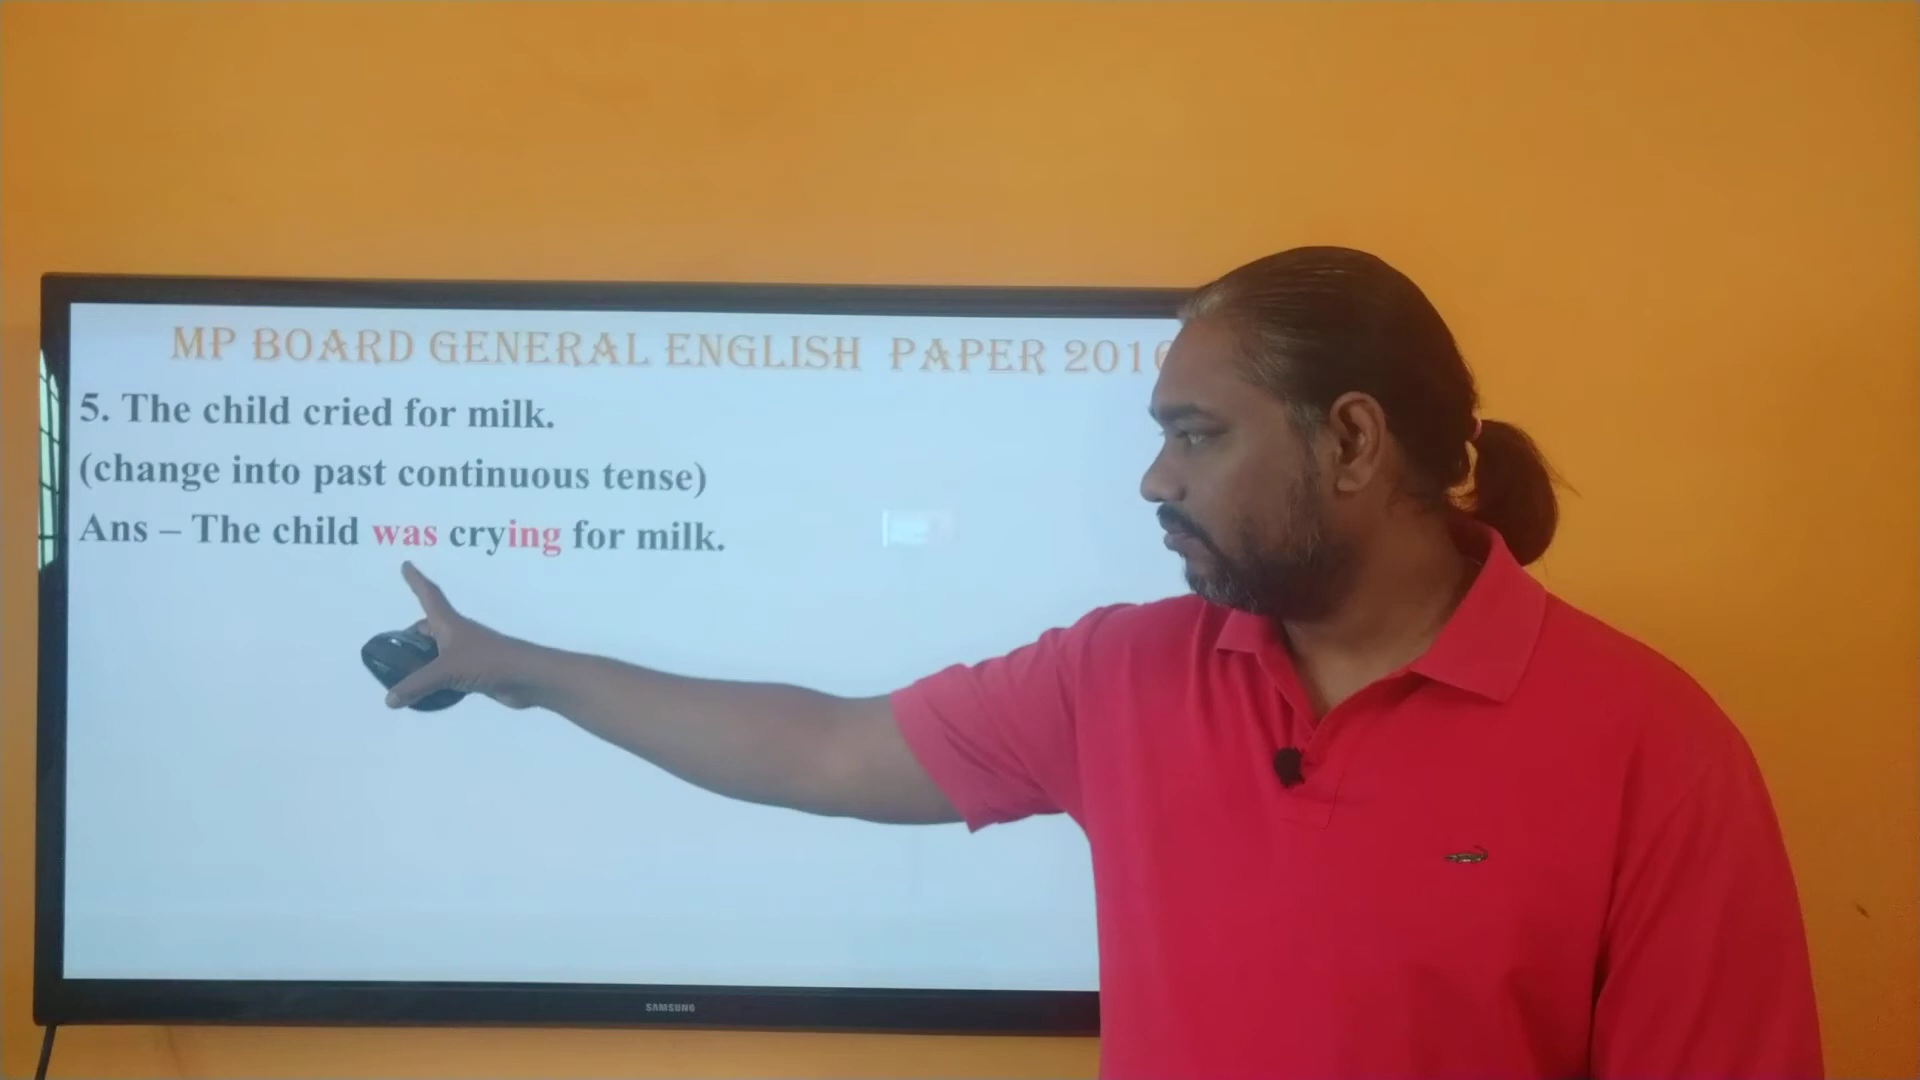 MP BOARD GENERAL ENGLISH PAPER 2016
5. The child cried for milk.
(change into past continuous tense)
Ans – The child was crying for milk.
SAMSUNG